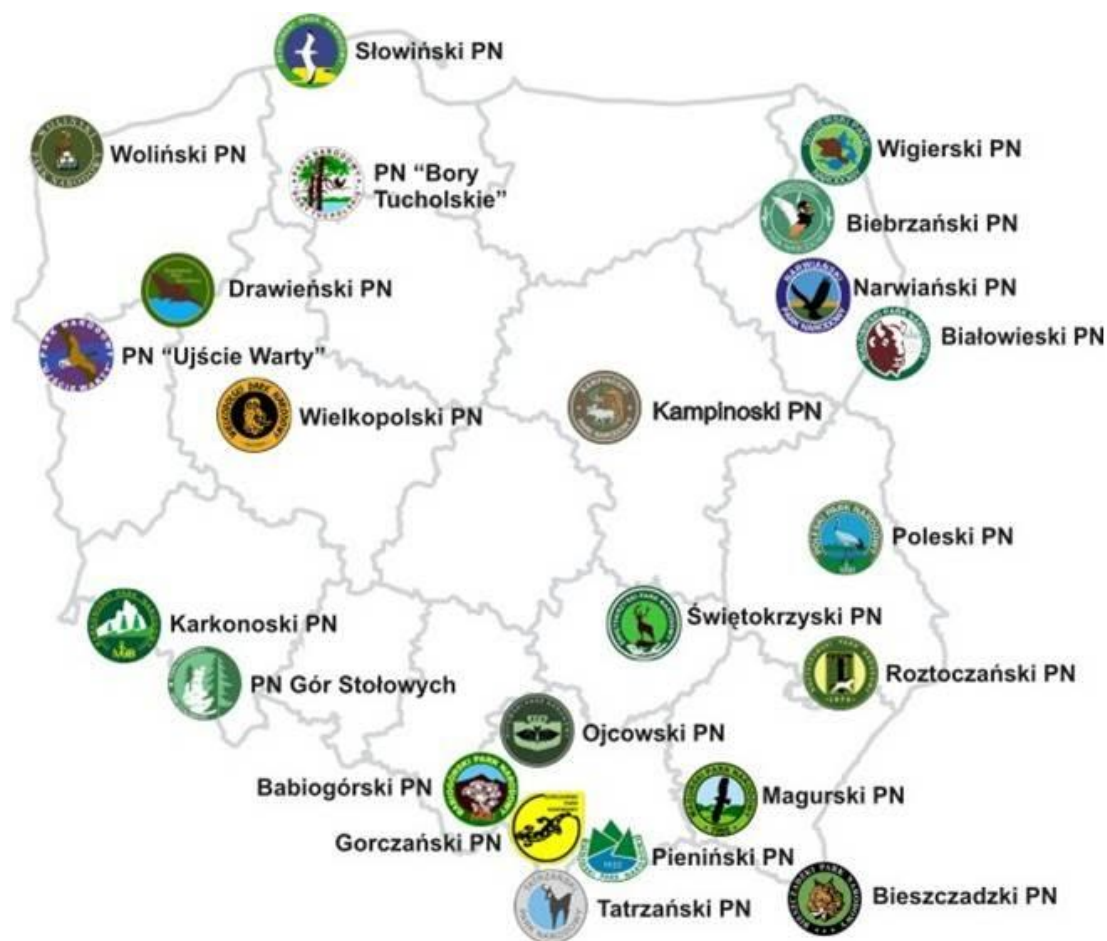 Słowiński PN
Woliński PN
PN “Bory
Tucholskie”
Wigierski PN
Biebrzański PN
Drawieński PN
Narwiański PN
Białowieski PN
PN “Ujście Warty”
Wielkopolski PN
Kampinoski PN
Poleski PN
Karkonoski PN
Świętokrzyski PN
PN Gór Stołowych
Roztoczański PN
Ojcowski PN
Babiogórski PN
Magurski PN
Gorczański PN
Pieniński PN
Tatrzański PN
Bieszczadzki PN